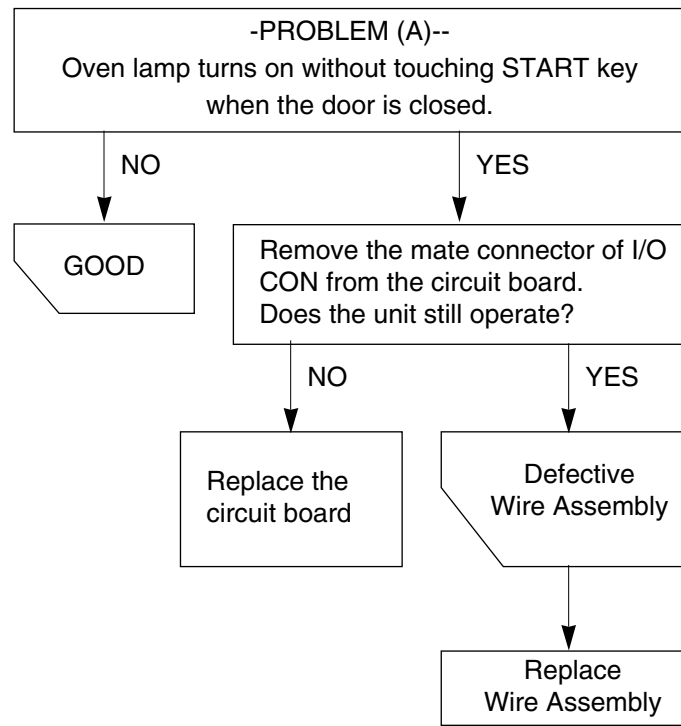 -PROBLEM (A)--
Oven lamp turns on without touching START key
when the door is closed.
NO
YES
GOOD
Remove the mate connector of I/O
CON from the circuit board.
Does the unit still operate?
NO
YES
Replace the
circuit board
Defective
Wire Assembly
Replace
Wire Assembly